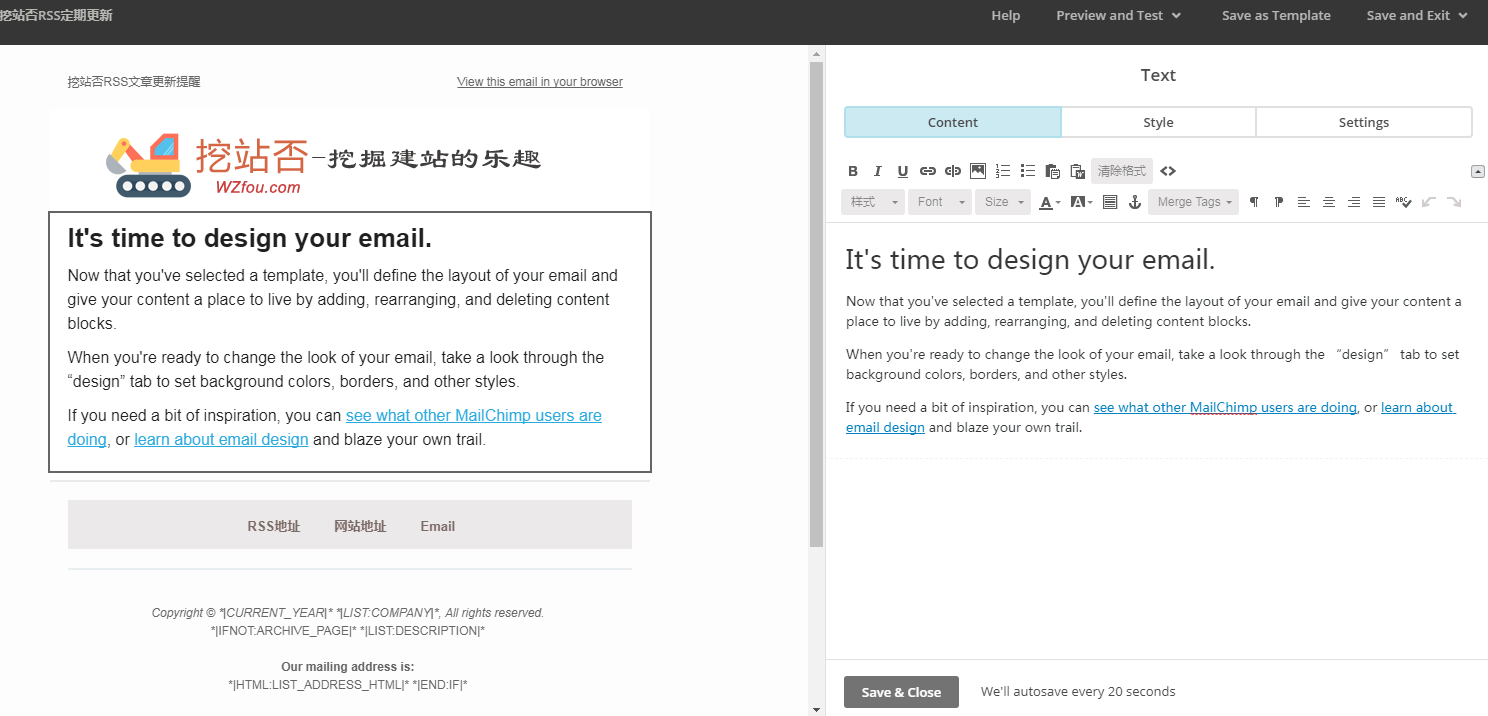 挖站否RSS定期更新
Help Preview and Test Save as Template Save and Exit
挖站否RSS文章更新提醒 View this email in your browser
挖站否-挖掘建站的乐趣
WZfou.com
It's time to design your email.
Now that you've selected a template, you'll define the layout of your email and
give your content a place to live by adding, rearranging, and deleting content
blocks.
When you're ready to change the look of your email, take a look through the
“design” tab to set background colors, borders, and other styles.
If you need a bit of inspiration, you can see what other MailChimp users are
doing, or learn about email design and blaze your own trail.
RSS地址 网站地址 Email
Copyright © *|CURRENT_YEAR|* *|LIST:COMPANY|*, All rights reserved.
*|IFNOT:ARCHIVE_PAGE|* *|LIST:DESCRIPTION|*
Our mailing address is:
*|HTML:LIST_ADDRESS_HTML|* *|END:IF|*
Text
Content Style Settings
B I U 清除格式
样式 Font Size A A Merge Tags ABC
It's time to design your email.
Now that you've selected a template, you'll define the layout of your email and give your content a
place to live by adding, rearranging, and deleting content blocks.
When you're ready to change the look of your email, take a look through the “design” tab to set
background colors, borders, and other styles.
If you need a bit of inspiration, you can see what other MailChimp users are doing, or learn about
email design and blaze your own trail.
Save & Close We'll autosave every 20 seconds